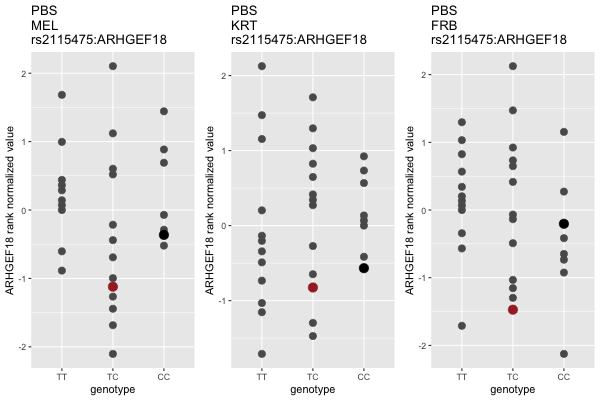 PBS
MEL
rs2115475:ARHGEF18
ARHGEF18 rank normalized value
2
1
0
-1
-2
TT TC CC
genotype
PBS
KRT
rs2115475:ARHGEF18
ARHGEF18 rank normalized value
2
1
0
-1
TT TC CC
genotype
PBS
FRB
rs2115475:ARHGEF18
ARHGEF18 rank normalized value
2
1
0
-1
-2
TT TC CC
genotype